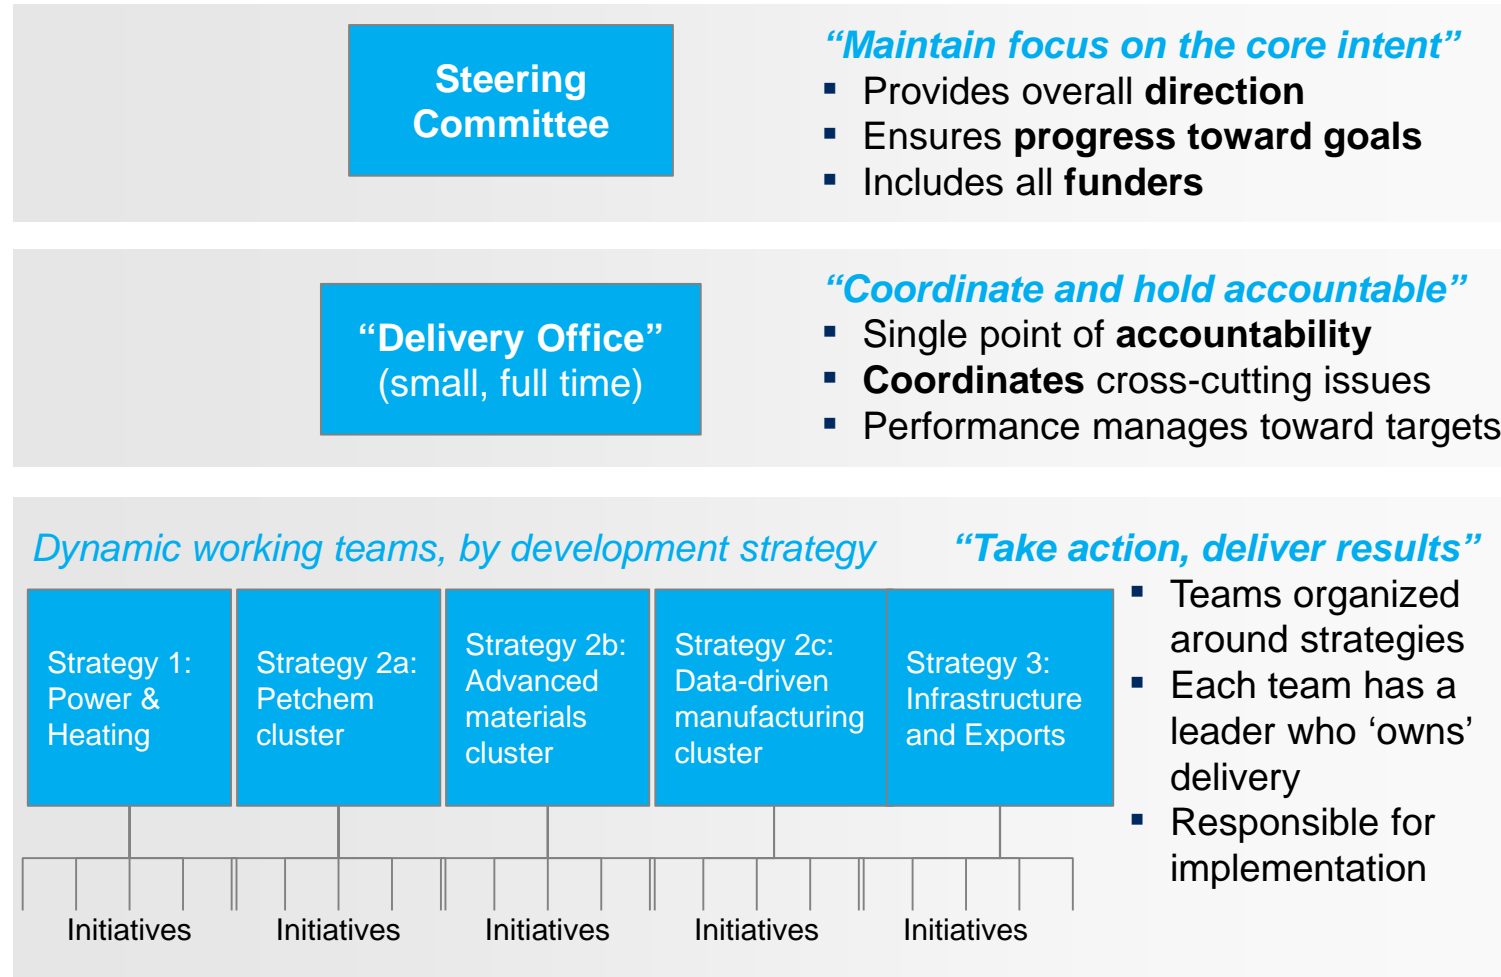 Steering
Committee
“Maintain focus on the core intent”
▪ Provides overall direction
▪ Ensures progress toward goals
▪ Includes all funders
“Delivery Office”
(small, full time)
“Coordinate and hold accountable”
▪ Single point of accountability
▪ Coordinates cross-cutting issues
▪ Performance manages toward targets
Dynamic working teams, by development strategy
Strategy 1:
Power &
Heating
Strategy 2a:
Petchem
cluster
Strategy 2b:
Advanced
materials
cluster
Strategy 2c:
Data-driven
manufacturing
cluster
Strategy 3:
Infrastructure
and Exports
Initiatives
Initiatives
Initiatives
Initiatives
Initiatives
“Take action, deliver results”
▪ Teams organized
around strategies
▪ Each team has a
leader who ‘owns’
delivery
▪ Responsible for
implementation